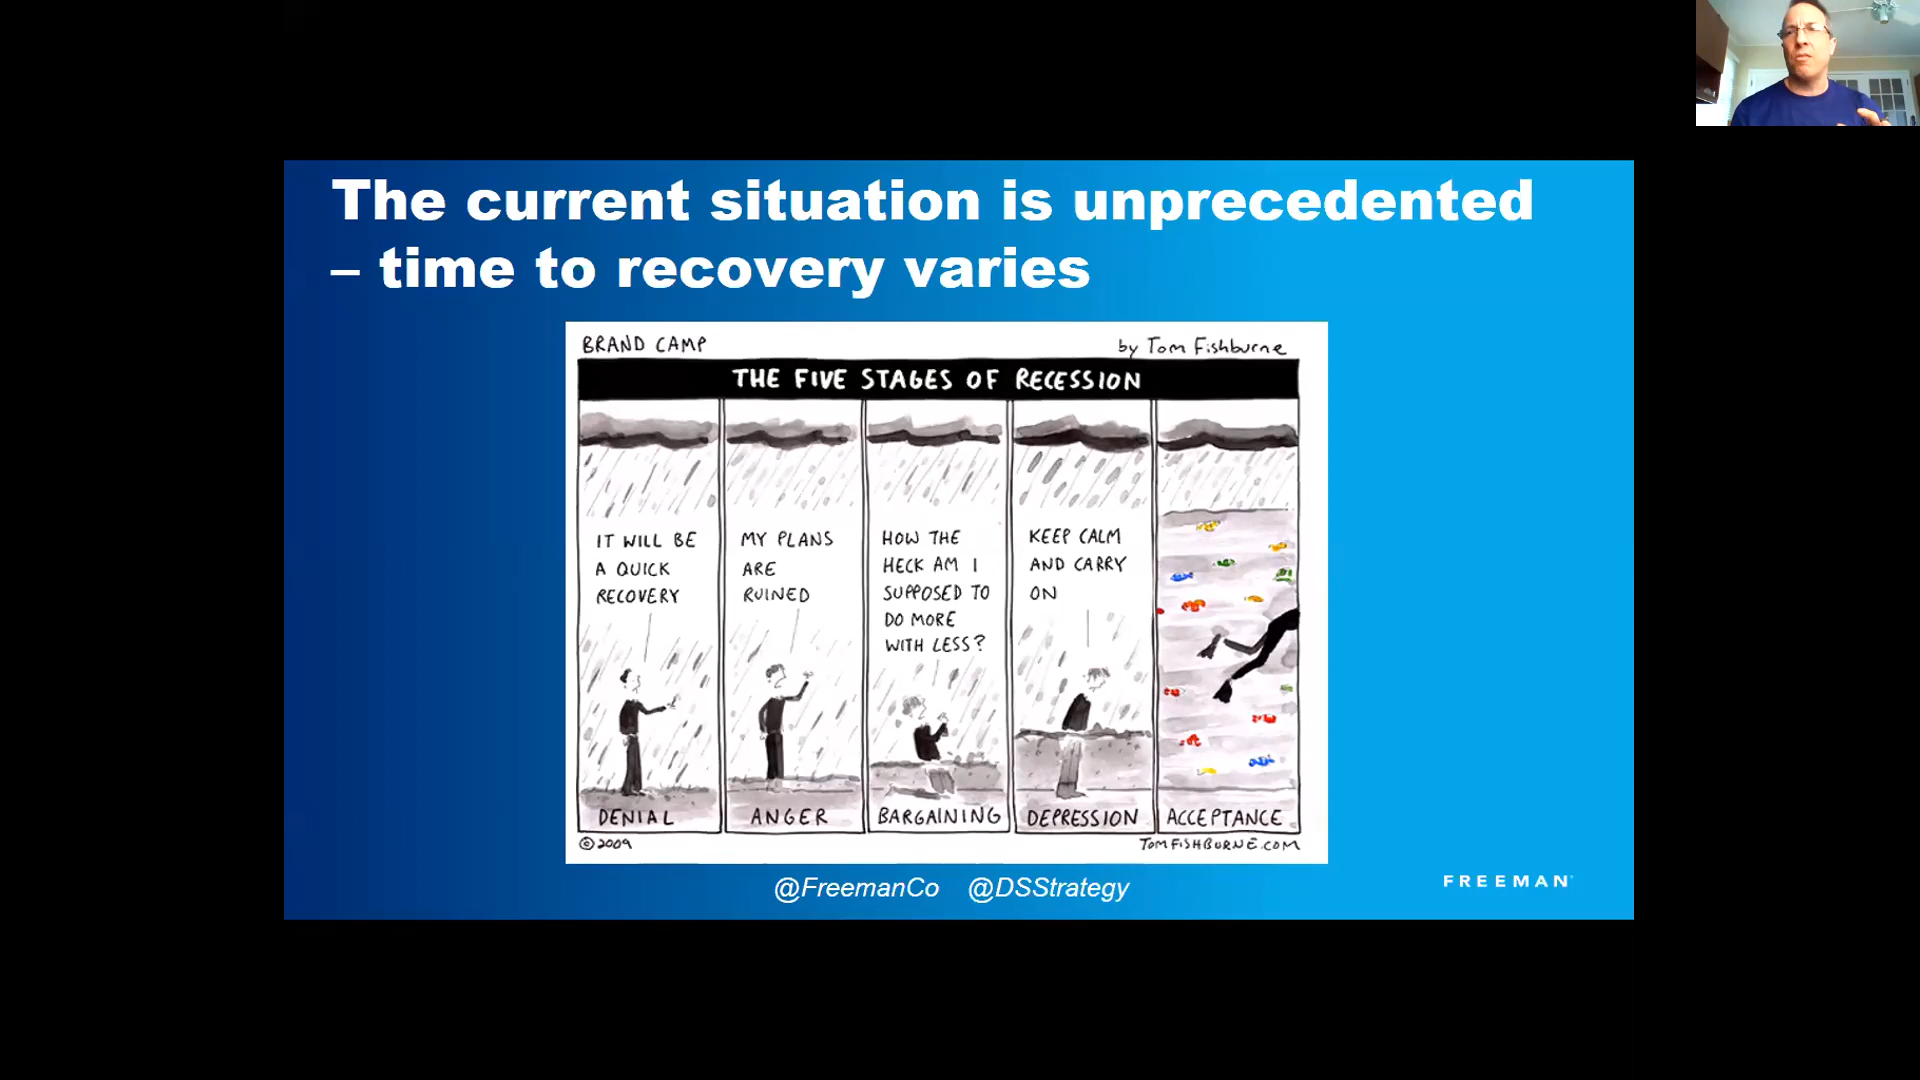 The current situation is unprecedented
– time to recovery varies
BRAND CAMP
by Tom Fishburne
THE FIVE STAGES OF RECESSION
IT WILL BE
A QUICK
RECOVERY
DENIAL
MY PLANS
ARE
RUINED
ANGER
HOW THE
HECK AM I
SUPPOSED TO
DO MORE
WITH LESS?
BARGAINING
KEEP CALM
AND CARRY
ON
DEPRESSION
ACCEPTANCE
© 2009
TOMFISHBURNE.COM
@FreemanCo @DSStrategy
FREEMAN